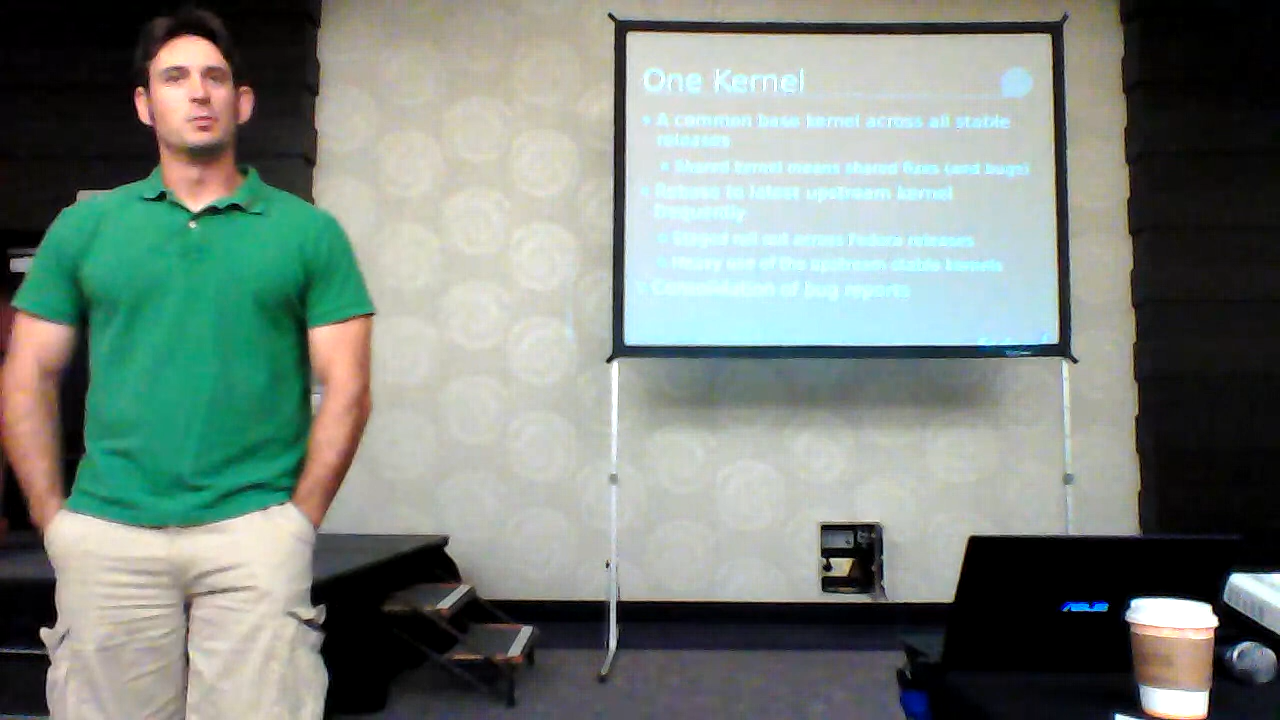 One Kernel
A common base kernel across all stable
releases
Shared kernel means shared fixes (and bugs)
Rebase to latest upstream kernel
frequently
Staged roll out across Fedora releases
Heavy use of the upstream stable kernels
Consolidation of bug reports
ASUS